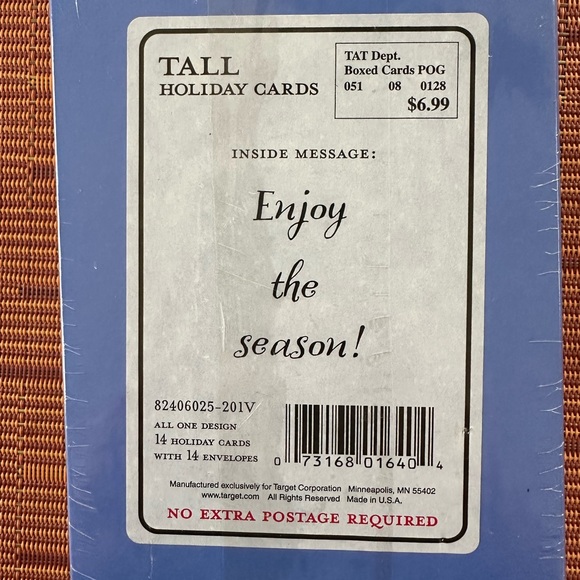 TALL
HOLIDAY CARDS
TAT Dept.
Boxed Cards POG
051 08 0128
$6.99
INSIDE MESSAGE:
Enjoy
the
season!
82406025-201V
ALL ONE DESIGN
14 HOLIDAY CARDS
WITH 14 ENVELOPES
0 73168 01640 4
Manufactured exclusively for Target Corporation Minneapolis, MN 55402
www.target.com All Rights Reserved Made in U.S.A.
NO EXTRA POSTAGE REQUIRED